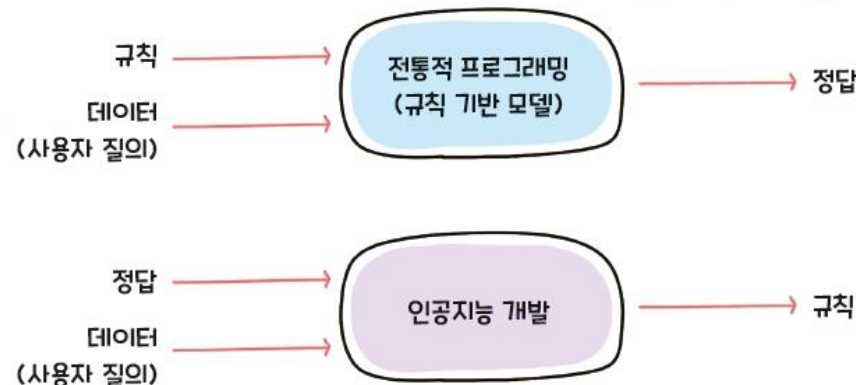 규칙
데이터
(사용자 질의)
전통적 프로그래밍
(규칙 기반 모델)
정답
정답
데이터
(사용자 질의)
인공지능 개발
규칙